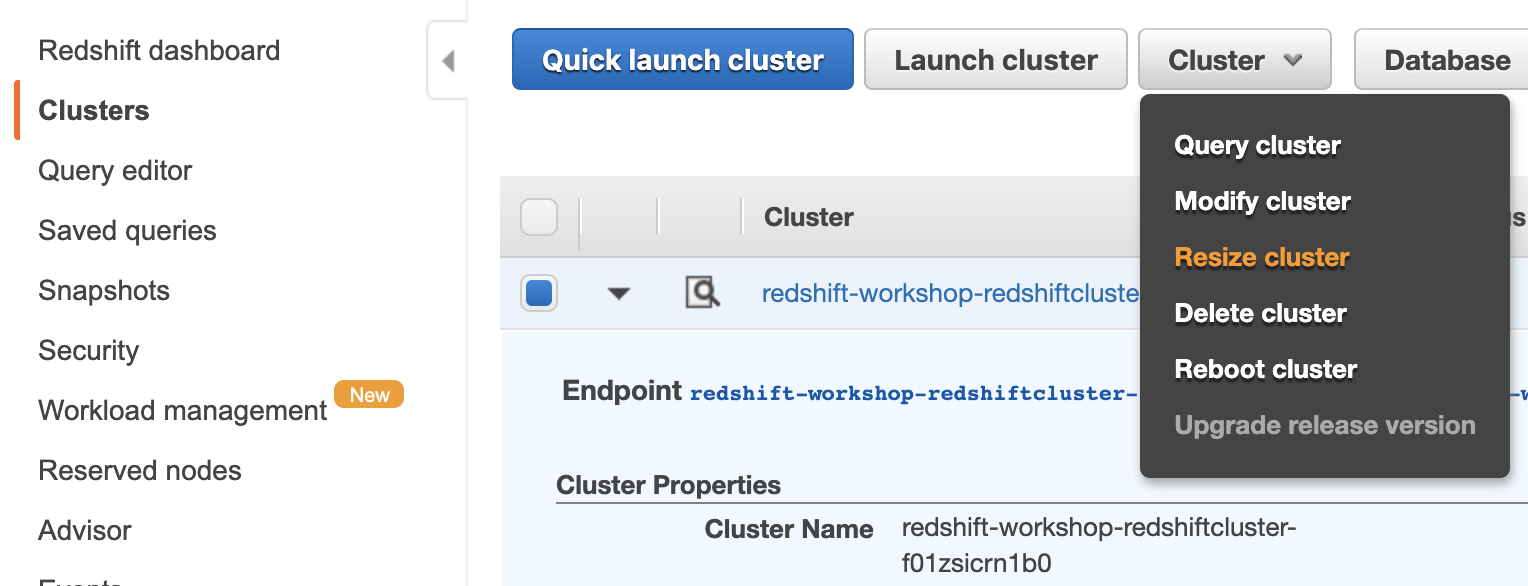 Redshift dashboard
Clusters
Query editor
Saved queries
Snapshots
Security
Workload management New
Reserved nodes
Advisor
Events
Quick launch cluster Launch cluster Cluster Database
Query cluster
Modify cluster
Resize cluster
Delete cluster
Reboot cluster
Upgrade release version
Cluster
redshift-workshop-redshiftcluste
Endpoint redshift-workshop-redshiftcluster-
Cluster Properties
Cluster Name redshift-workshop-redshiftcluster-
f01zsicrn1b0